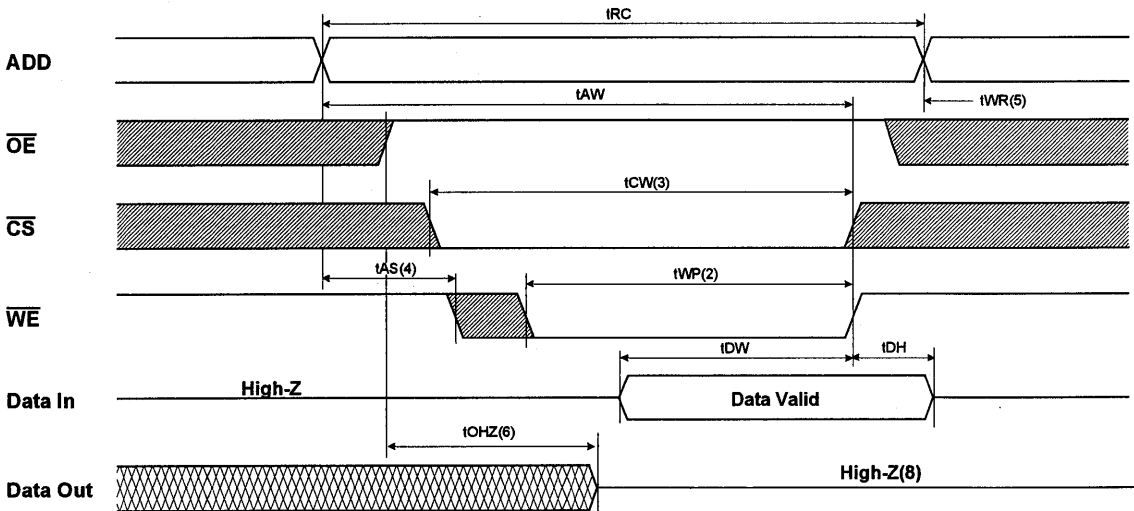 tRC
ADD
tAW
tWR(5)
OE
tCW(3)
CS
tAS(4)
tWP(2)
WE
tDW
tDH
High-Z
Data In
Data Valid
tOHZ(6)
High-Z(8)
Data Out